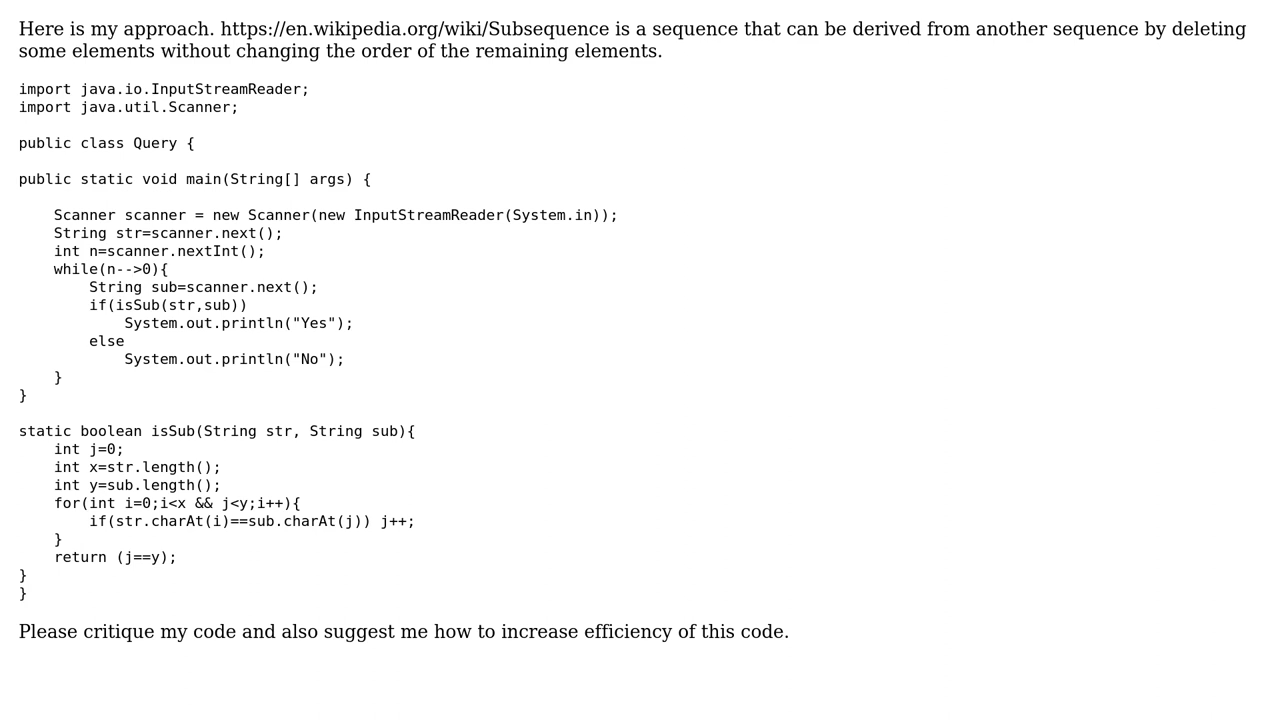 Here is my approach. https://en.wikipedia.org/wiki/Subsequence is a sequence that can be derived from another sequence by deleting
some elements without changing the order of the remaining elements.
import java.io.InputStreamReader;
import java.util.Scanner;
public class Query {
public static void main(String[] args) {
    Scanner scanner = new Scanner(new InputStreamReader(System.in));
    String str=scanner.next();
    int n=scanner.nextInt();
    while(n-->0){
        String sub=scanner.next();
        if(isSub(str,sub))
            System.out.println("Yes");
        else
            System.out.println("No");
    }
}
static boolean isSub(String str, String sub){
    int j=0;
    int x=str.length();
    int y=sub.length();
    for(int i=0;i<x && j<y;i++){
        if(str.charAt(i)==sub.charAt(j)) j++;
    }
    return (j==y);
}
}
Please critique my code and also suggest me how to increase efficiency of this code.